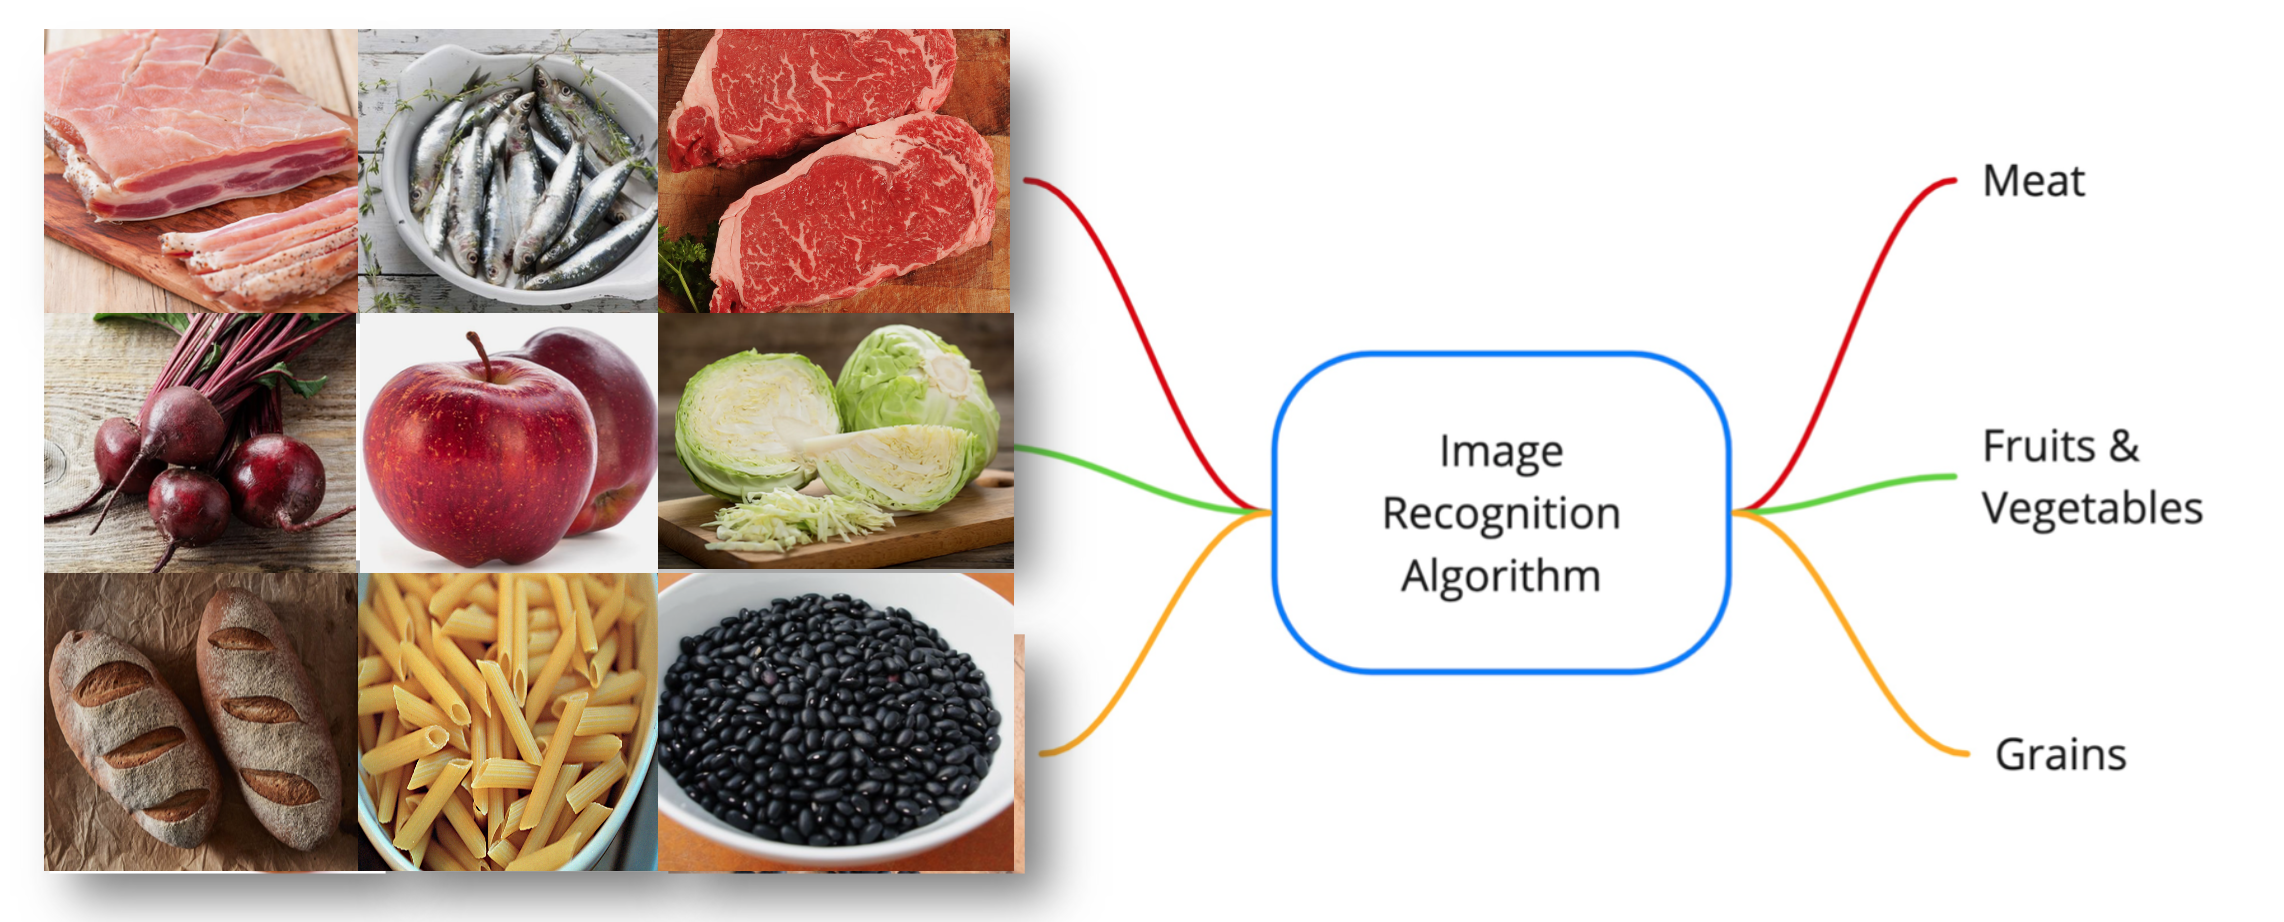 Meat
Image
Recognition
Algorithm
Fruits &
Vegetables
Grains